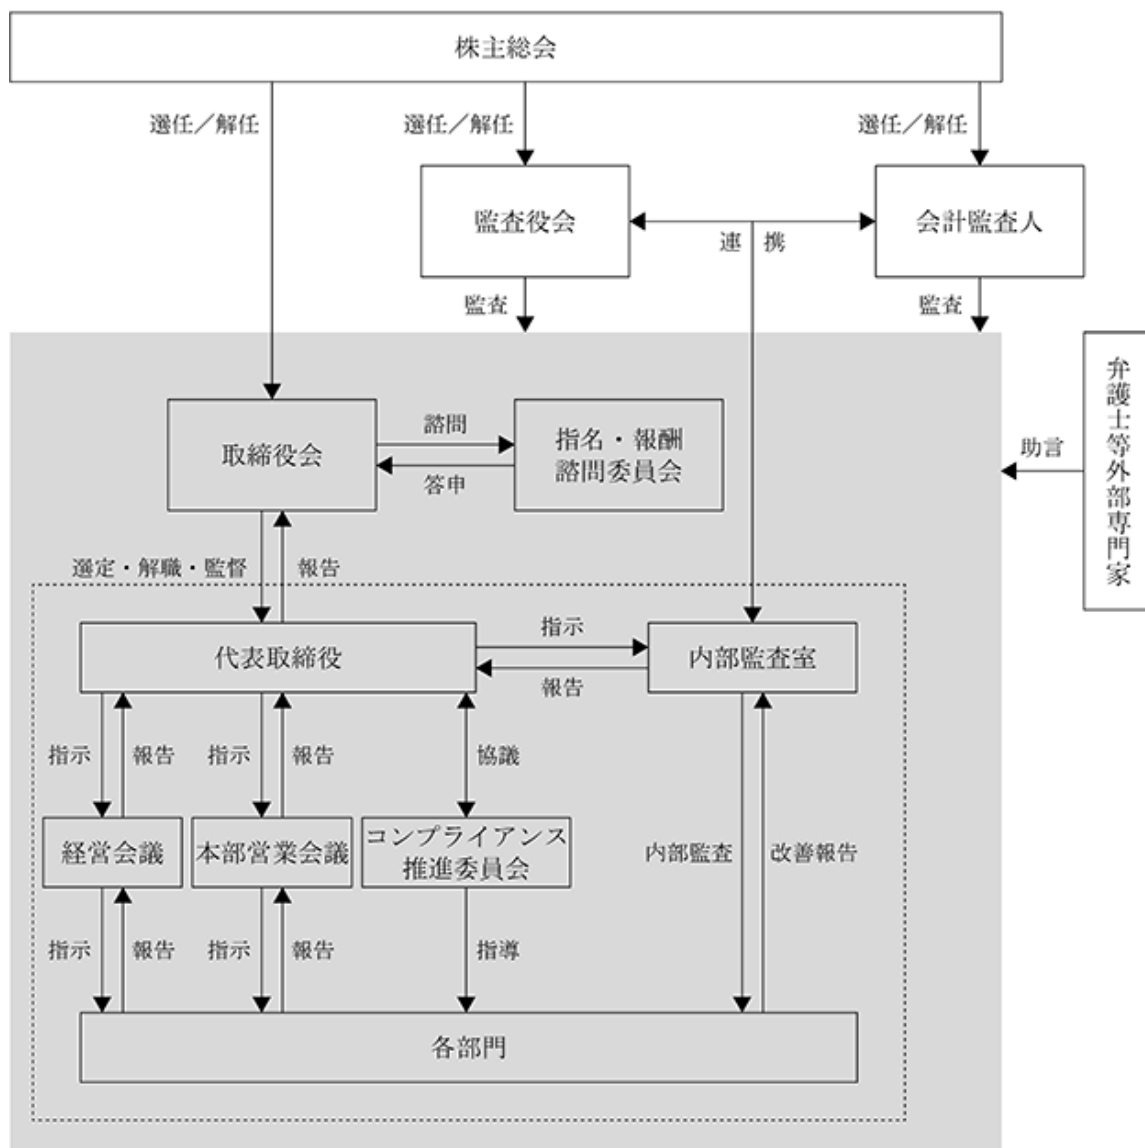 株主総会
選任／解任
選任／解任
選任／解任
監査役会
会計監査人
連 携
監査
監査
弁護士等外部専門家
助言
取締役会
諮問
答申
指名・報酬
諮問委員会
選定・解職・監督
報告
代表取締役
指示
報告
内部監査室
指示
報告
指示
報告
協議
経営会議
本部営業会議
コンプライアンス
推進委員会
内部監査
改善報告
指示
報告
指示
報告
指導
各部門